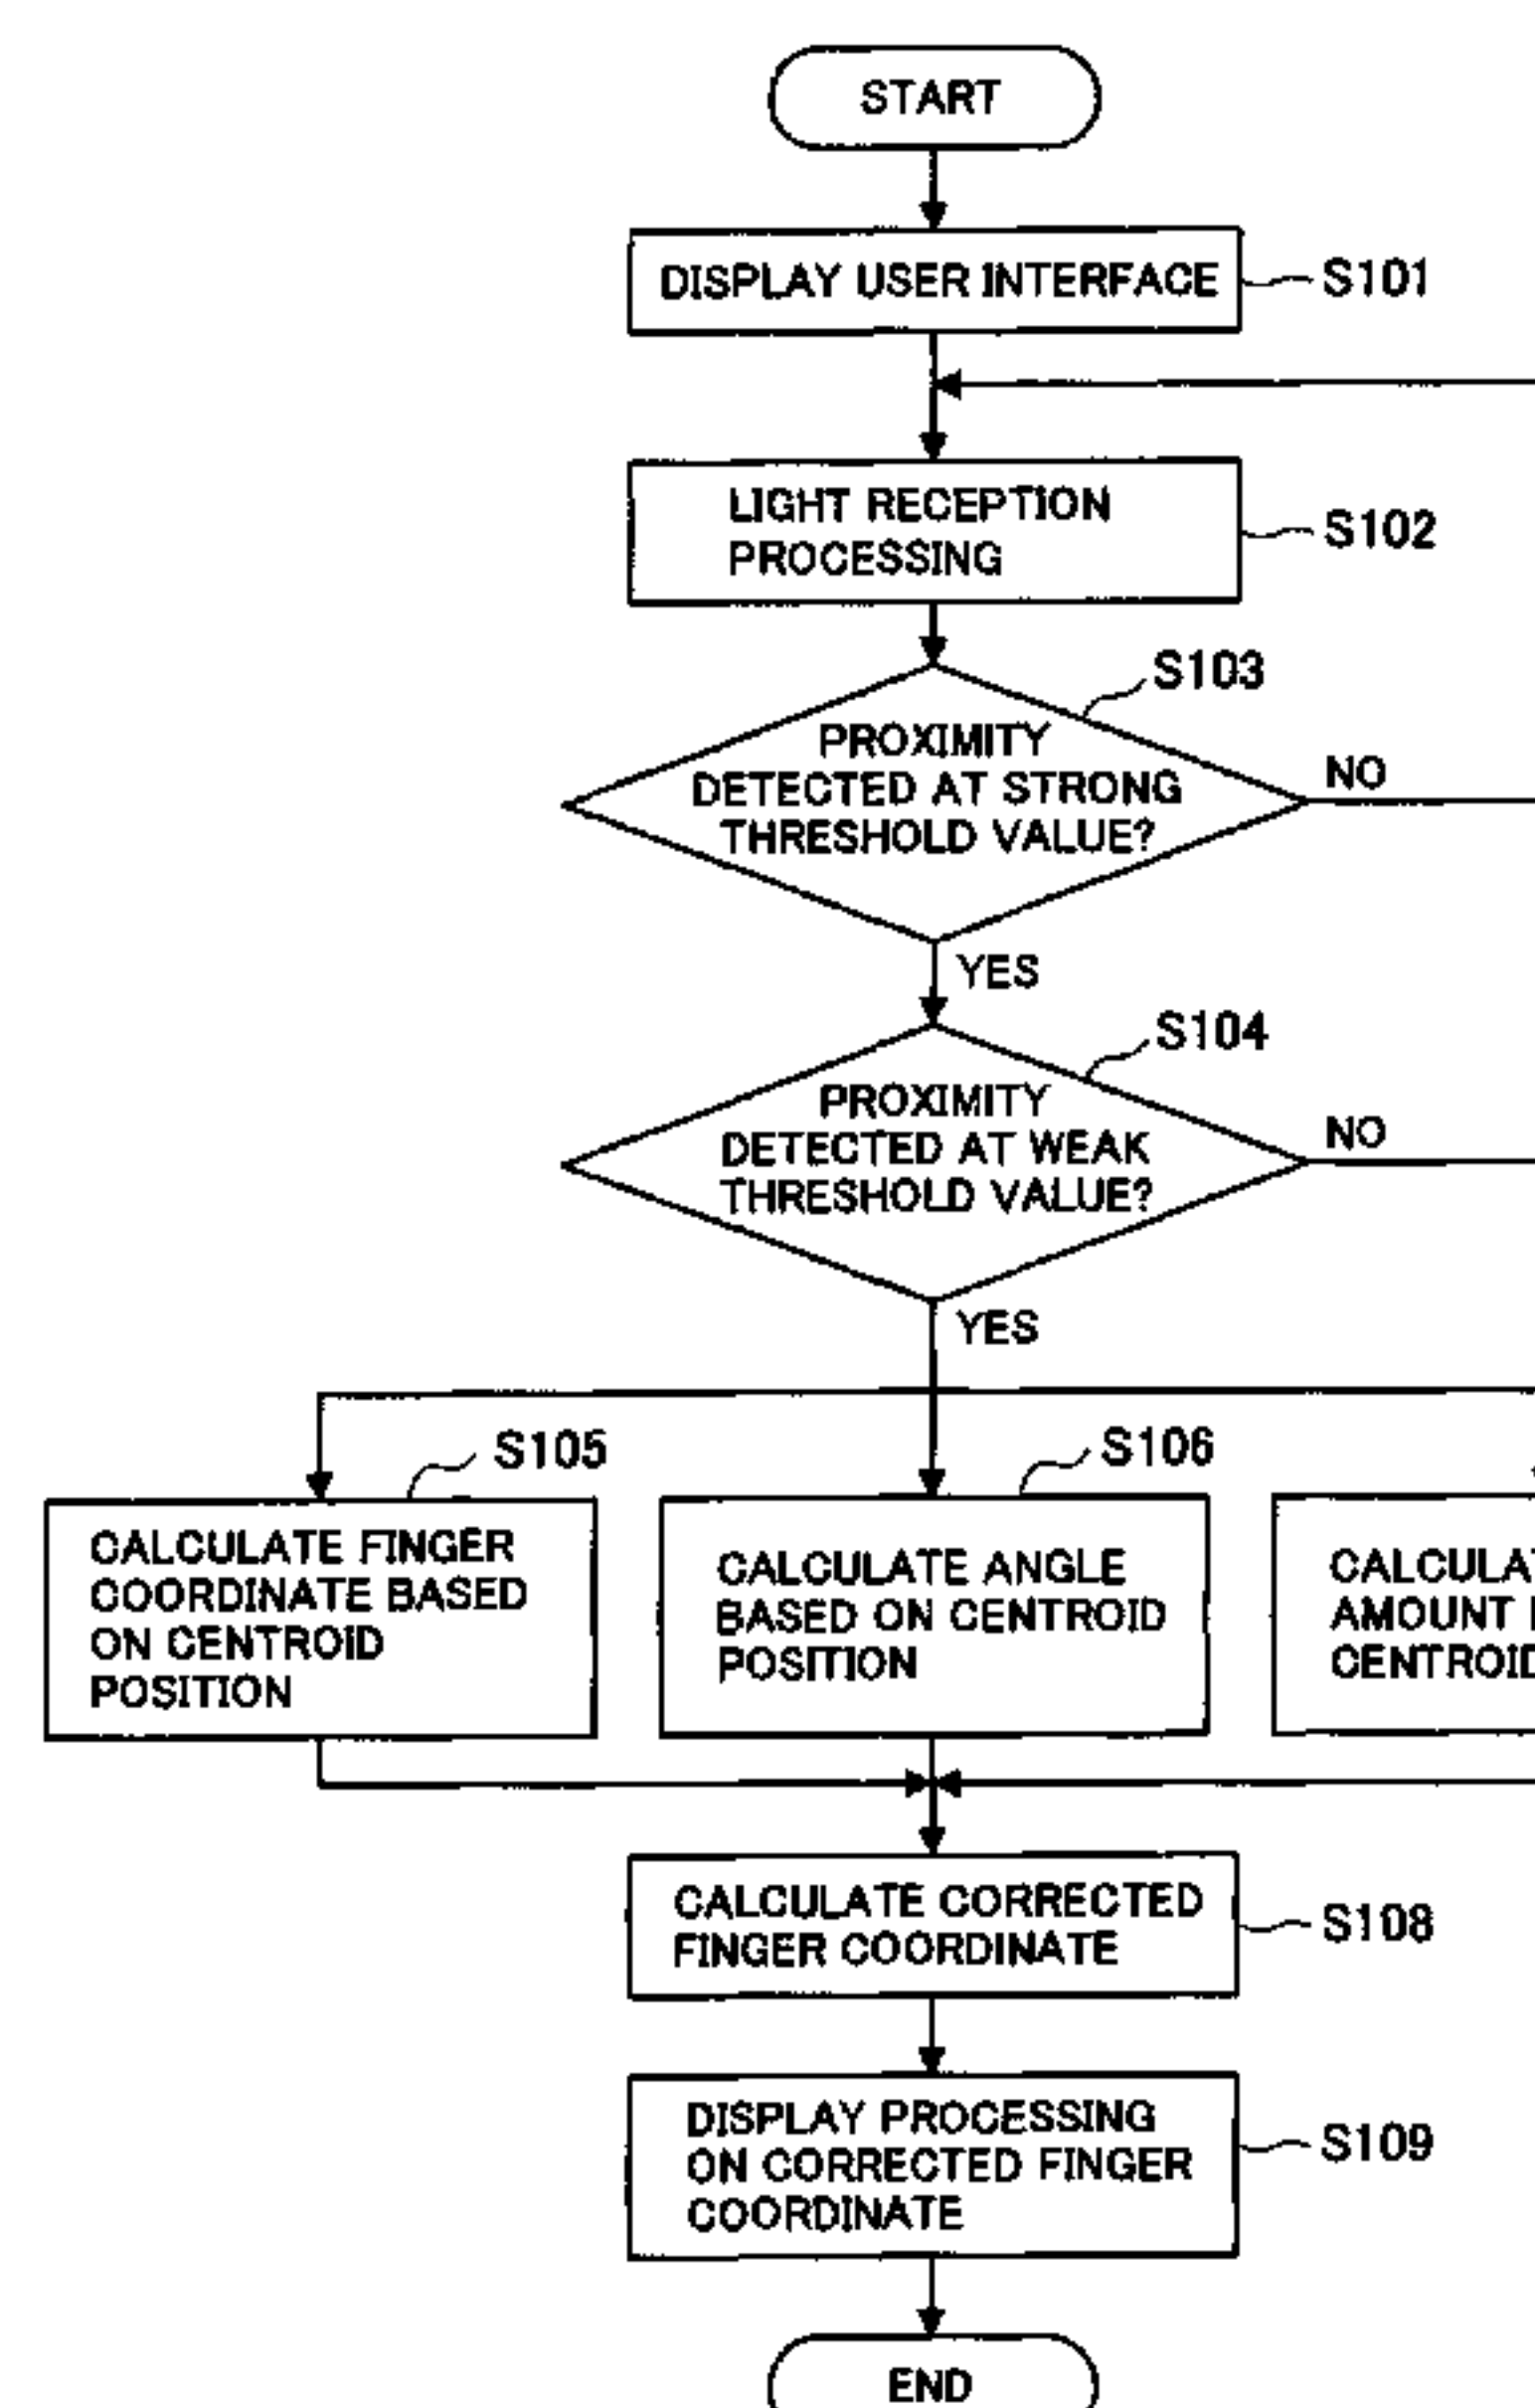 START
DISPLAY USER INTERFACE
S101
LIGHT RECEPTION
PROCESSING
S102
S103
PROXIMITY
DETECTED AT STRONG
THRESHOLD VALUE?
NO
YES
S104
PROXIMITY
DETECTED AT WEAK
THRESHOLD VALUE?
NO
YES
S105
CALCULATE FINGER
COORDINATE BASED
ON CENTROID
POSITION
S106
CALCULATE ANGLE
BASED ON CENTROID
POSITION
AMOUNT
CALCULATE CORRECTED
FINGER COORDINATE
S108
DISPLAY PROCESSING
ON CORRECTED FINGER
COORDINATE
S109
END